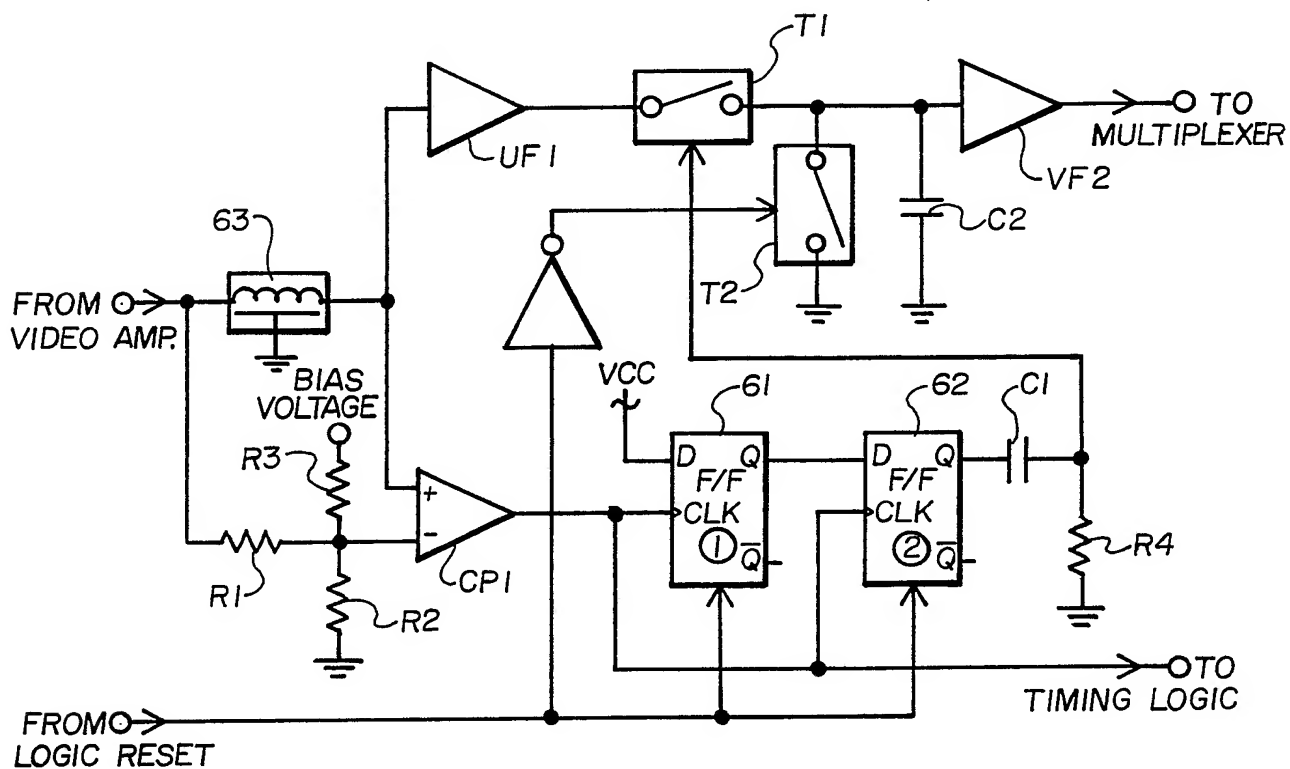 T1
UF1
TO
MULTIPLEXER
VF2
C2
63
T2
FROM
VIDEO AMP.
BIAS
VOLTAGE
VCC
61
62
C1
R3
D Q
F/F
CLK
1
Q̅
D Q
F/F
CLK
2
Q̅
+
-
R1
CP1
R2
R4
TO
TIMING LOGIC
FROM
LOGIC RESET